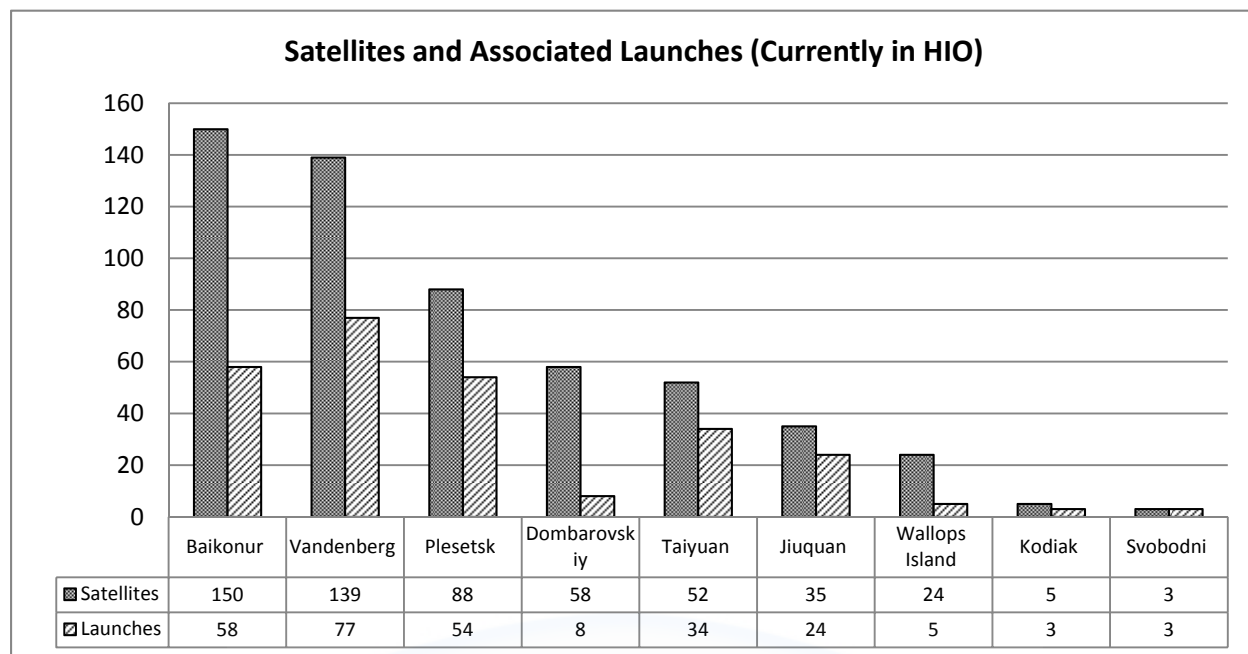 Satellites and Associated Launches (Currently in HIO)
160
140
120
100
80
60
40
20
0
Baikonur Vandenberg Plesetsk Dombarovsk Taiyuan Jiuquan Wallops Kodiak Svobodni
iy Island
Satellites 150 139 88 58 52 35 24 5 3
Launches 58 77 54 8 34 24 5 3 3